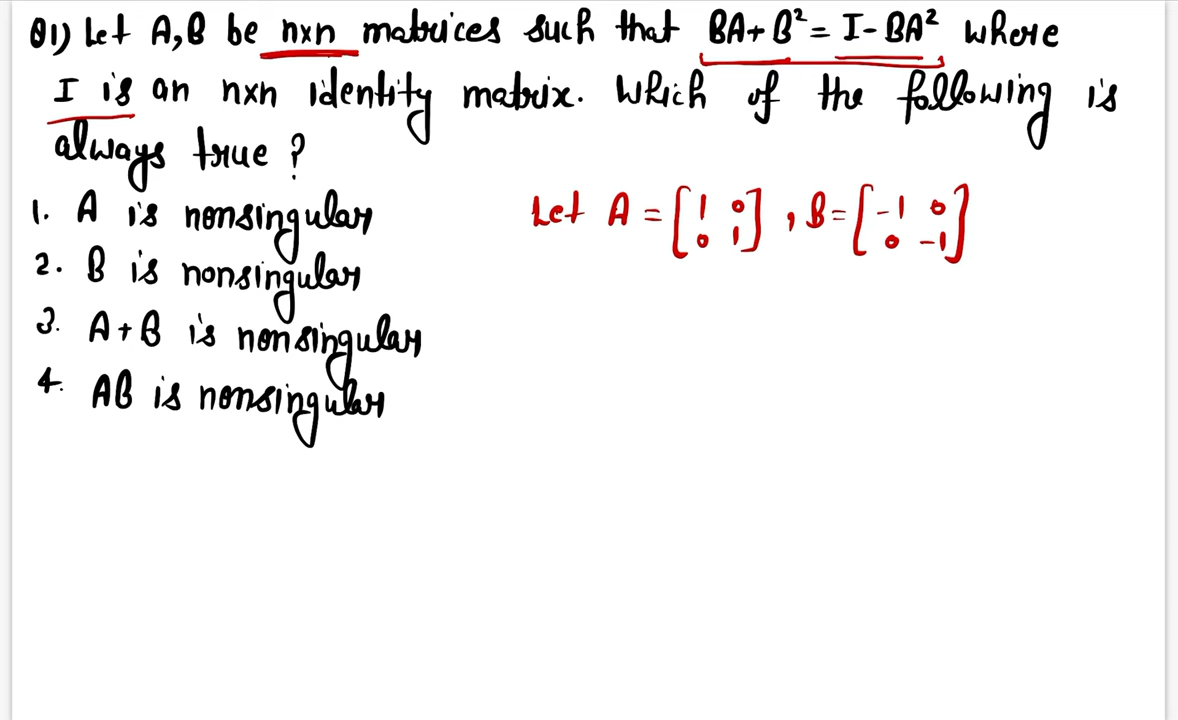 Q1) Let A,B be nxn matrices such that BA+B²=I-BA² where
I is an nxn identity matrix. Which of the following is
always true?
1. A is nonsingular
Let A = [1 0 0 1], B = [-1 0 0 -1]
2. B is nonsingular
3. A+B is nonsingular
4. AB is nonsingular